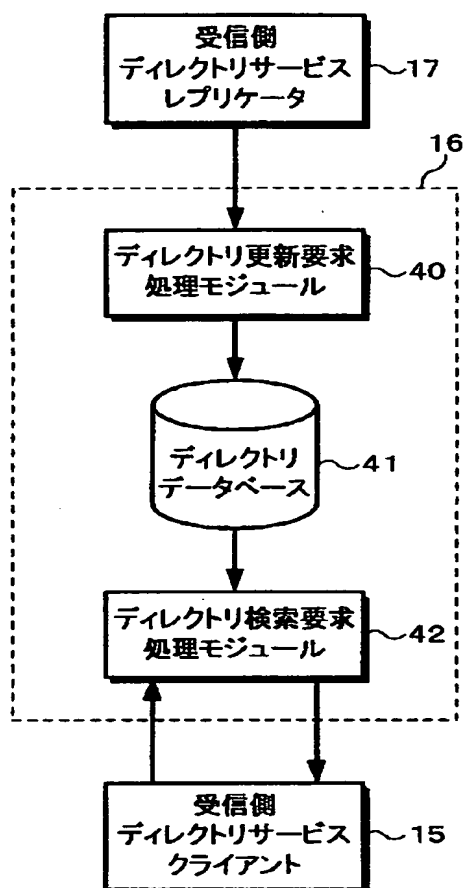 受信側
ディレクトリサービス
レプリケータ
17
16
ディレクトリ更新要求
処理モジュール
40
ディレクトリ
データベース
41
ディレクトリ検索要求
処理モジュール
42
受信側
ディレクトリサービス
クライアント
15